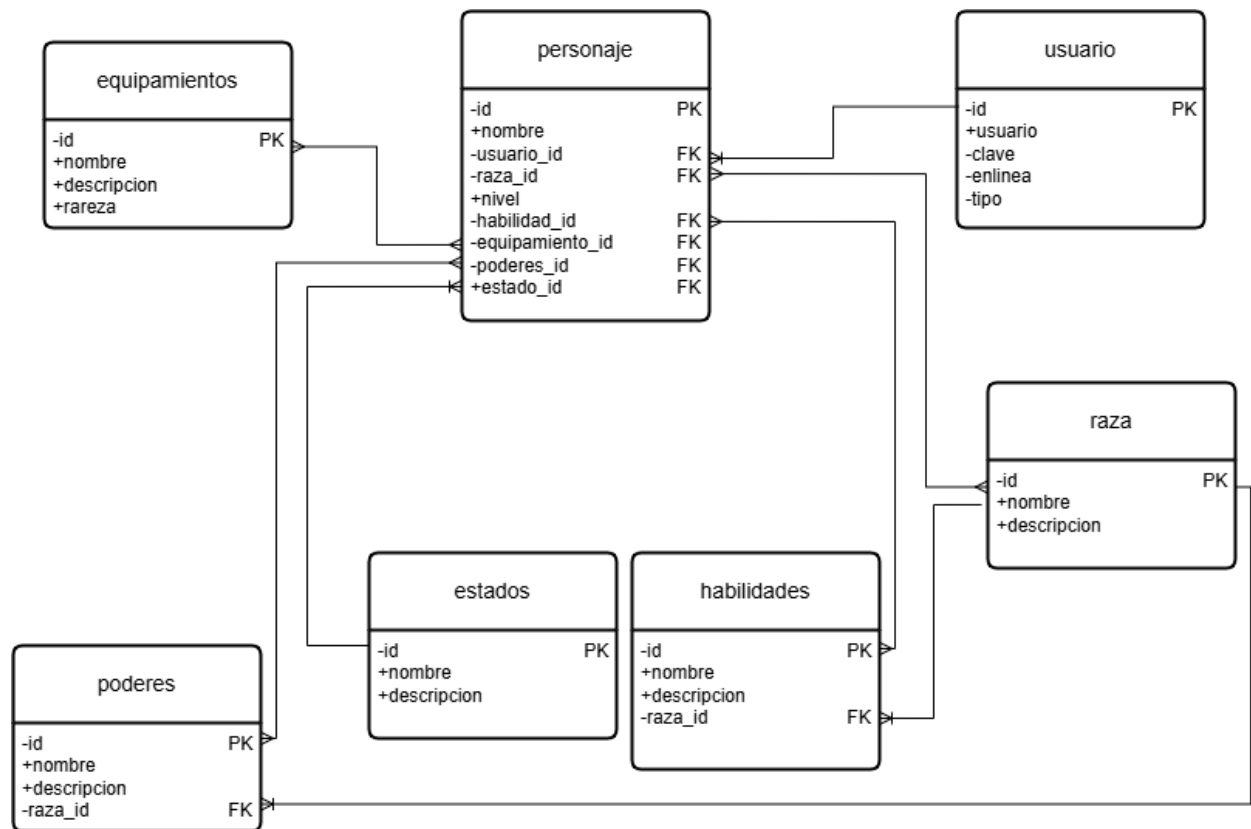 equipamientos
-id PK
+nombre
+descripcion
+rareza
personaje
-id PK
+nombre
-usuario_id FK
-raza_id FK
+nivel
-habilidad_id FK
-equipamiento_id FK
-poderes_id FK
+estado_id FK
usuario
-id PK
+usuario
-clave
-enlinea
-tipo
raza
-id PK
+nombre
+descripcion
estados
-id PK
+nombre
+descripcion
habilidades
-id PK
+nombre
+descripcion
-raza_id FK
poderes
-id PK
+nombre
+descripcion
-raza_id FK